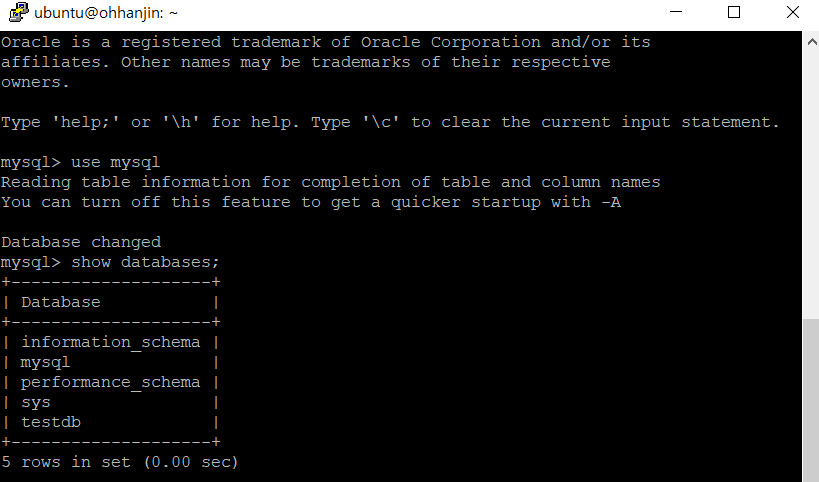 ubuntu@ohhanjin: ~
Oracle is a registered trademark of Oracle Corporation and/or its
affiliates. Other names may be trademarks of their respective
owners.
Type 'help;' or '\h' for help. Type '\c' to clear the current input statement.
mysql> use mysql
Reading table information for completion of table and column names
You can turn off this feature to get a quicker startup with -A
Database changed
mysql> show databases;
+--------------------+
| Database           |
+--------------------+
| information_schema |
| mysql              |
| performance_schema |
| sys                |
| testdb             |
+--------------------+
5 rows in set (0.00 sec)